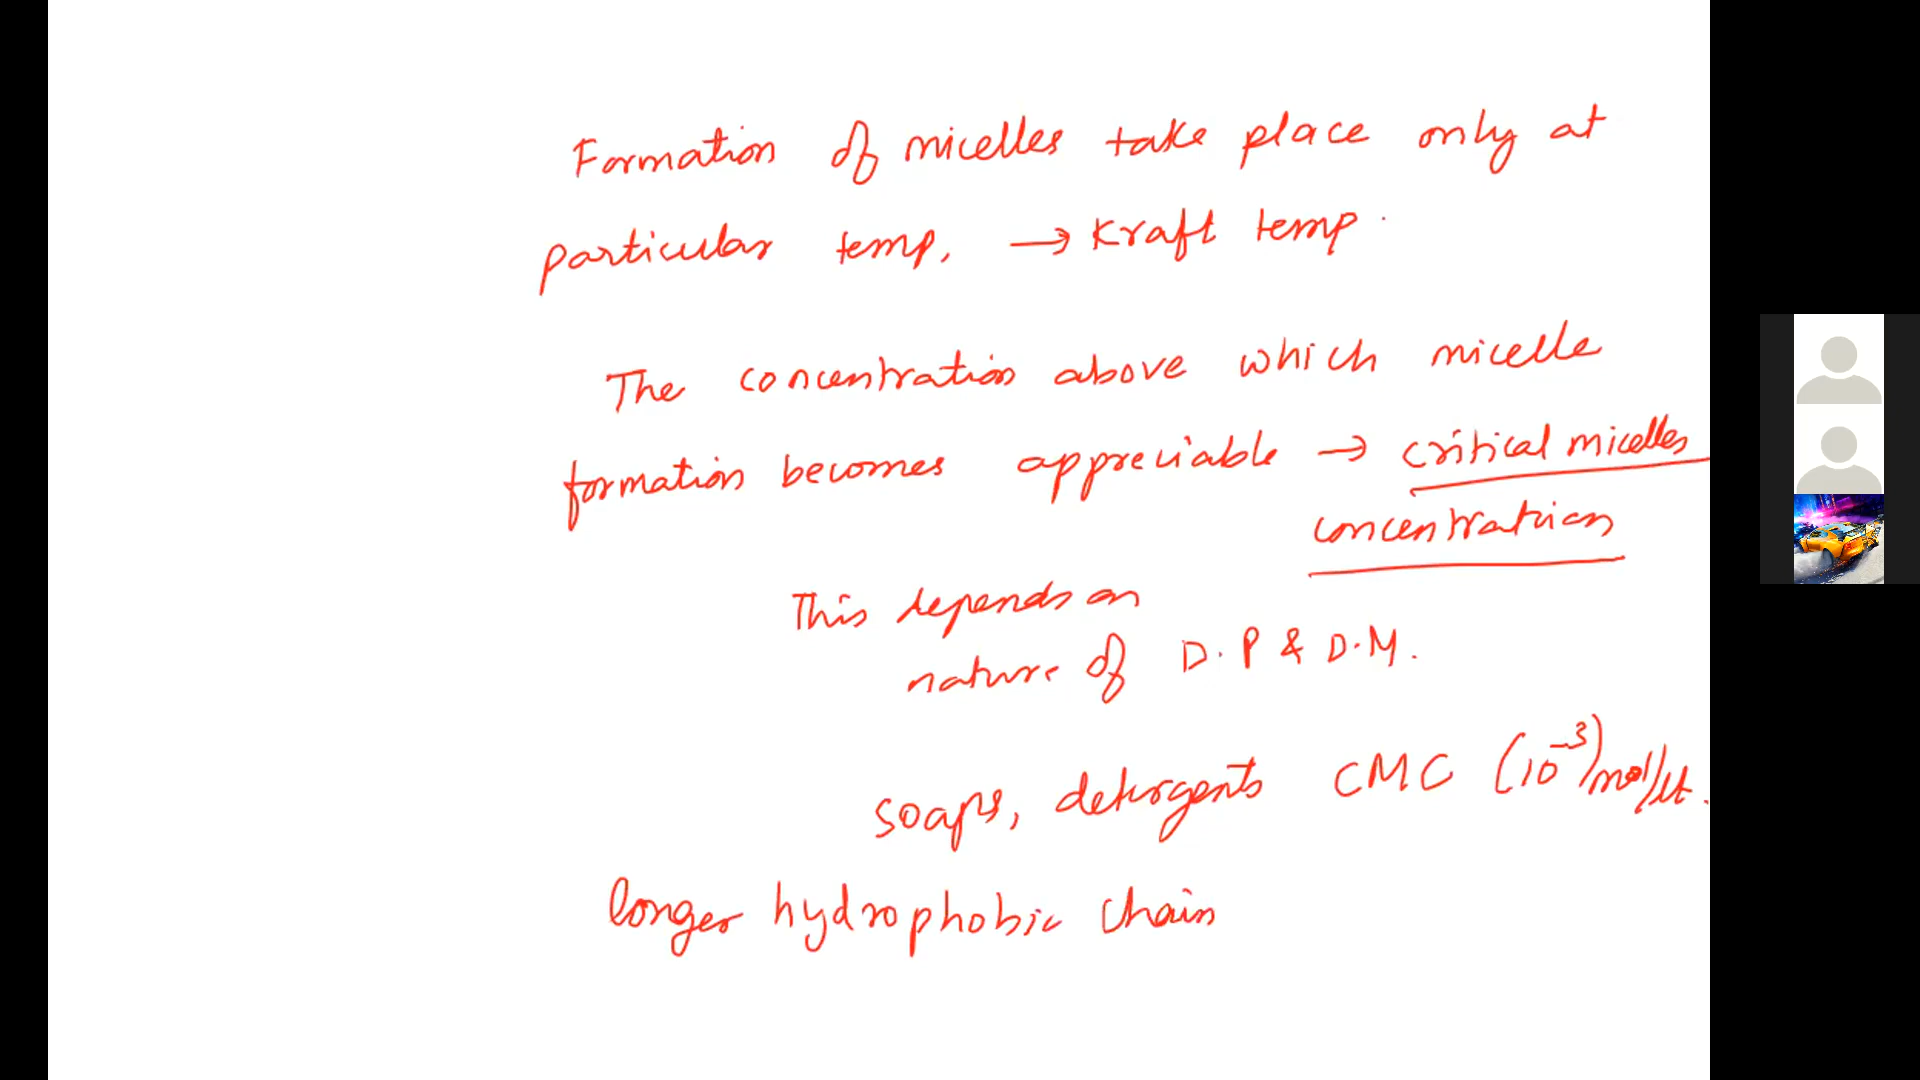 Formation of micelles take place only at
particular temp, → Kraft temp.
The concentration above which micelle
formation becomes appreciable → critical micelles
concentration
This depends on
nature of D.P & D.M.
soaps, detergents CMC (10⁻³) mol/lt.
longer hydrophobic chain